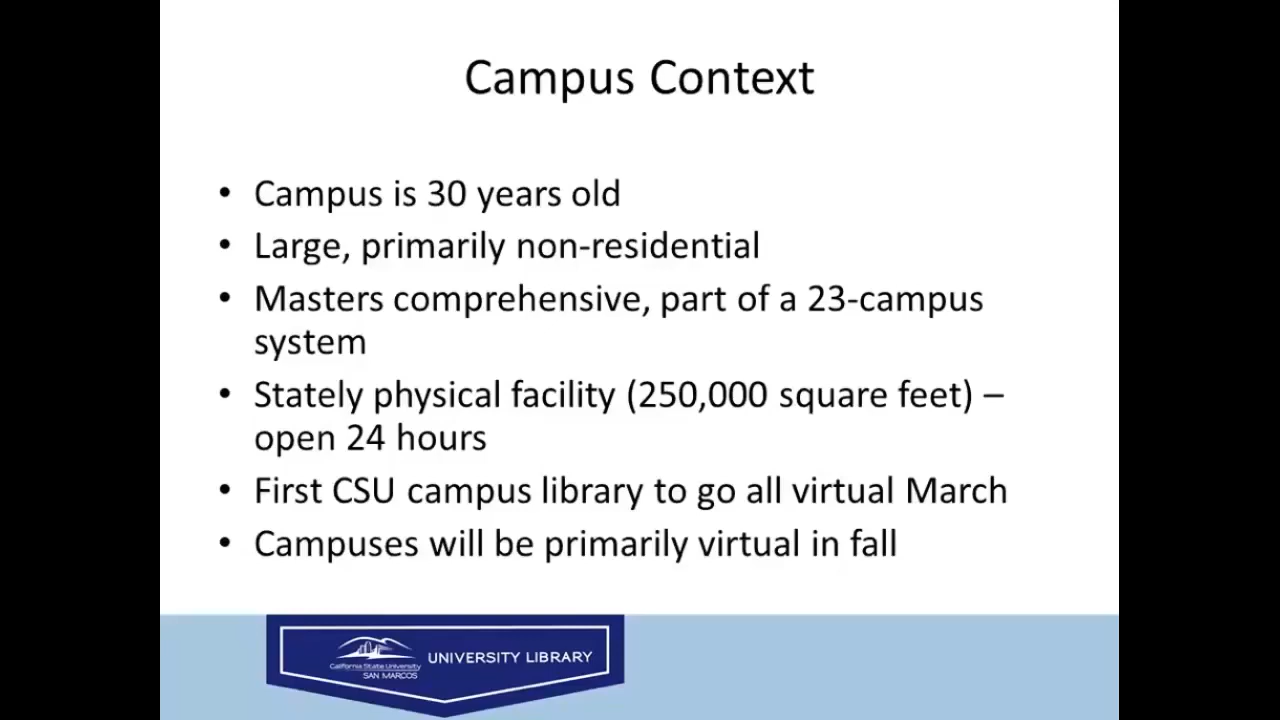 Campus Context
• Campus is 30 years old
• Large, primarily non-residential
• Masters comprehensive, part of a 23-campus
system
• Stately physical facility (250,000 square feet) –
open 24 hours
• First CSU campus library to go all virtual March
• Campuses will be primarily virtual in fall
California State University
SAN MARCOS
UNIVERSITY LIBRARY